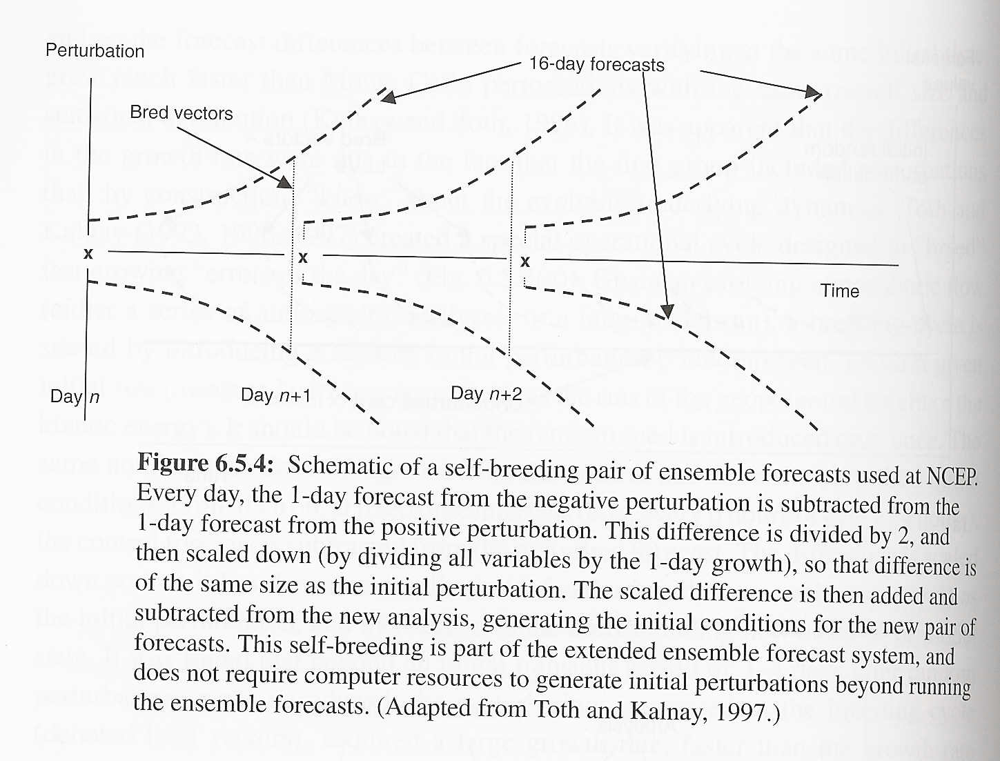 Perturbation
16-day forecasts
Bred vectors
x
x
x
Time
Day n
Day n+1
Day n+2
Figure 6.5.4: Schematic of a self-breeding pair of ensemble forecasts used at NCEP.
Every day, the 1-day forecast from the negative perturbation is subtracted from the
1-day forecast from the positive perturbation. This difference is divided by 2, and
then scaled down (by dividing all variables by the 1-day growth), so that difference is
of the same size as the initial perturbation. The scaled difference is then added and
subtracted from the new analysis, generating the initial conditions for the new pair of
forecasts. This self-breeding is part of the extended ensemble forecast system, and
does not require computer resources to generate initial perturbations beyond running
the ensemble forecasts. (Adapted from Toth and Kalnay, 1997.)